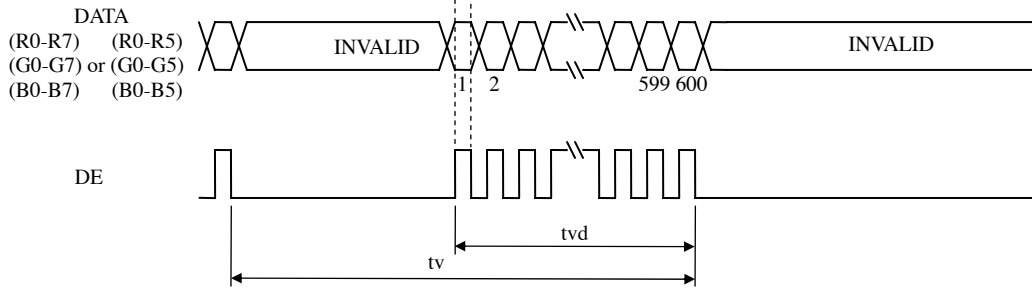 DATA
(R0-R7) (R0-R5)
(G0-G7) or (G0-G5)
(B0-B7) (B0-B5)
INVALID
INVALID
1 2 599 600
DE
tvd
tv